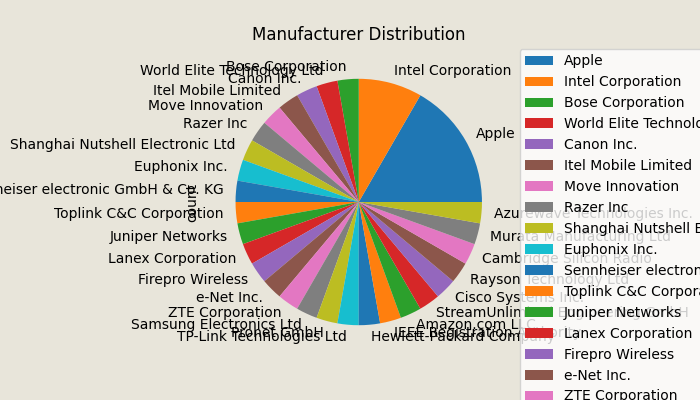 Manufacturer Distribution
Bose Corporation
World Elite Technology Ltd
Canon Inc.
Itel Mobile Limited
Move Innovation
Razer Inc
Shanghai Nutshell Electronic Ltd
Euphonix Inc.
heiser electronic GmbH & Co. KG
count
Toplink C&C Corporation
Juniper Networks
Lanex Corporation
Firepro Wireless
e-Net Inc.
ZTE Corporation
Samsung Electronics Ltd
GmbH
TP-Link Technologies Ltd
Intel Corporation
Apple
Azurewave Technologies Inc.
Murata Manufacturing Ltd
Cambridge Silicon Radio
Rayson Technology Ltd
Cisco Systems Inc.
Amazon.com LLC
IEEE Registration
Hewlett-Packard Company
Apple
Intel Corporation
Bose Corporation
World Elite Technolo
Canon Inc.
Itel Mobile Limited
Move Innovation
Razer Inc
Shanghai Nutshell E
Euphonix Inc.
Sennheiser electron
Toplink C&C Corpora
Juniper Networks
Lanex Corporation
Firepro Wireless
e-Net Inc.
ZTE Corporation